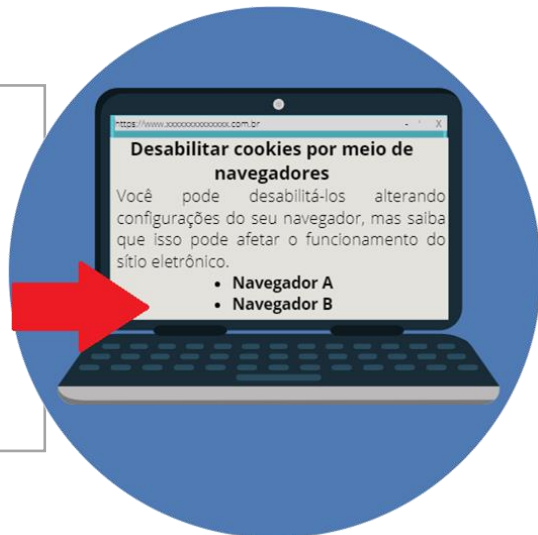 https://www.xxxxxxxxxxxxxx.com.br - ' X
Desabilitar cookies por meio de
navegadores
Você pode desabilitá-los alterando
configurações do seu navegador, mas saiba
que isso pode afetar o funcionamento do
sítio eletrônico.
• Navegador A
• Navegador B